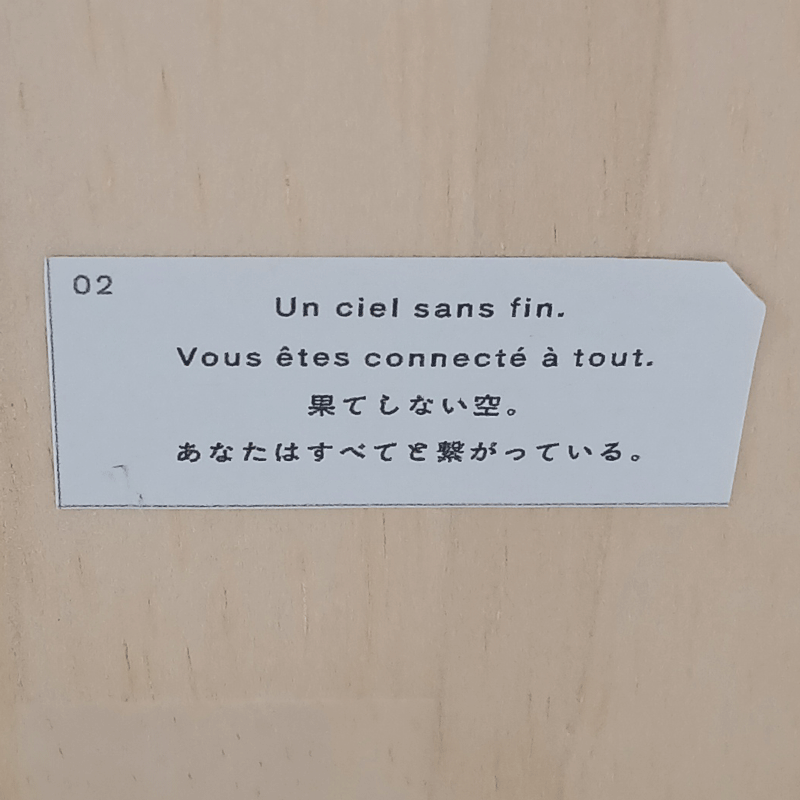 02
Un ciel sans fin.
Vous êtes connecté à tout.
果てしない空。
あなたはすべてと繋がっている。